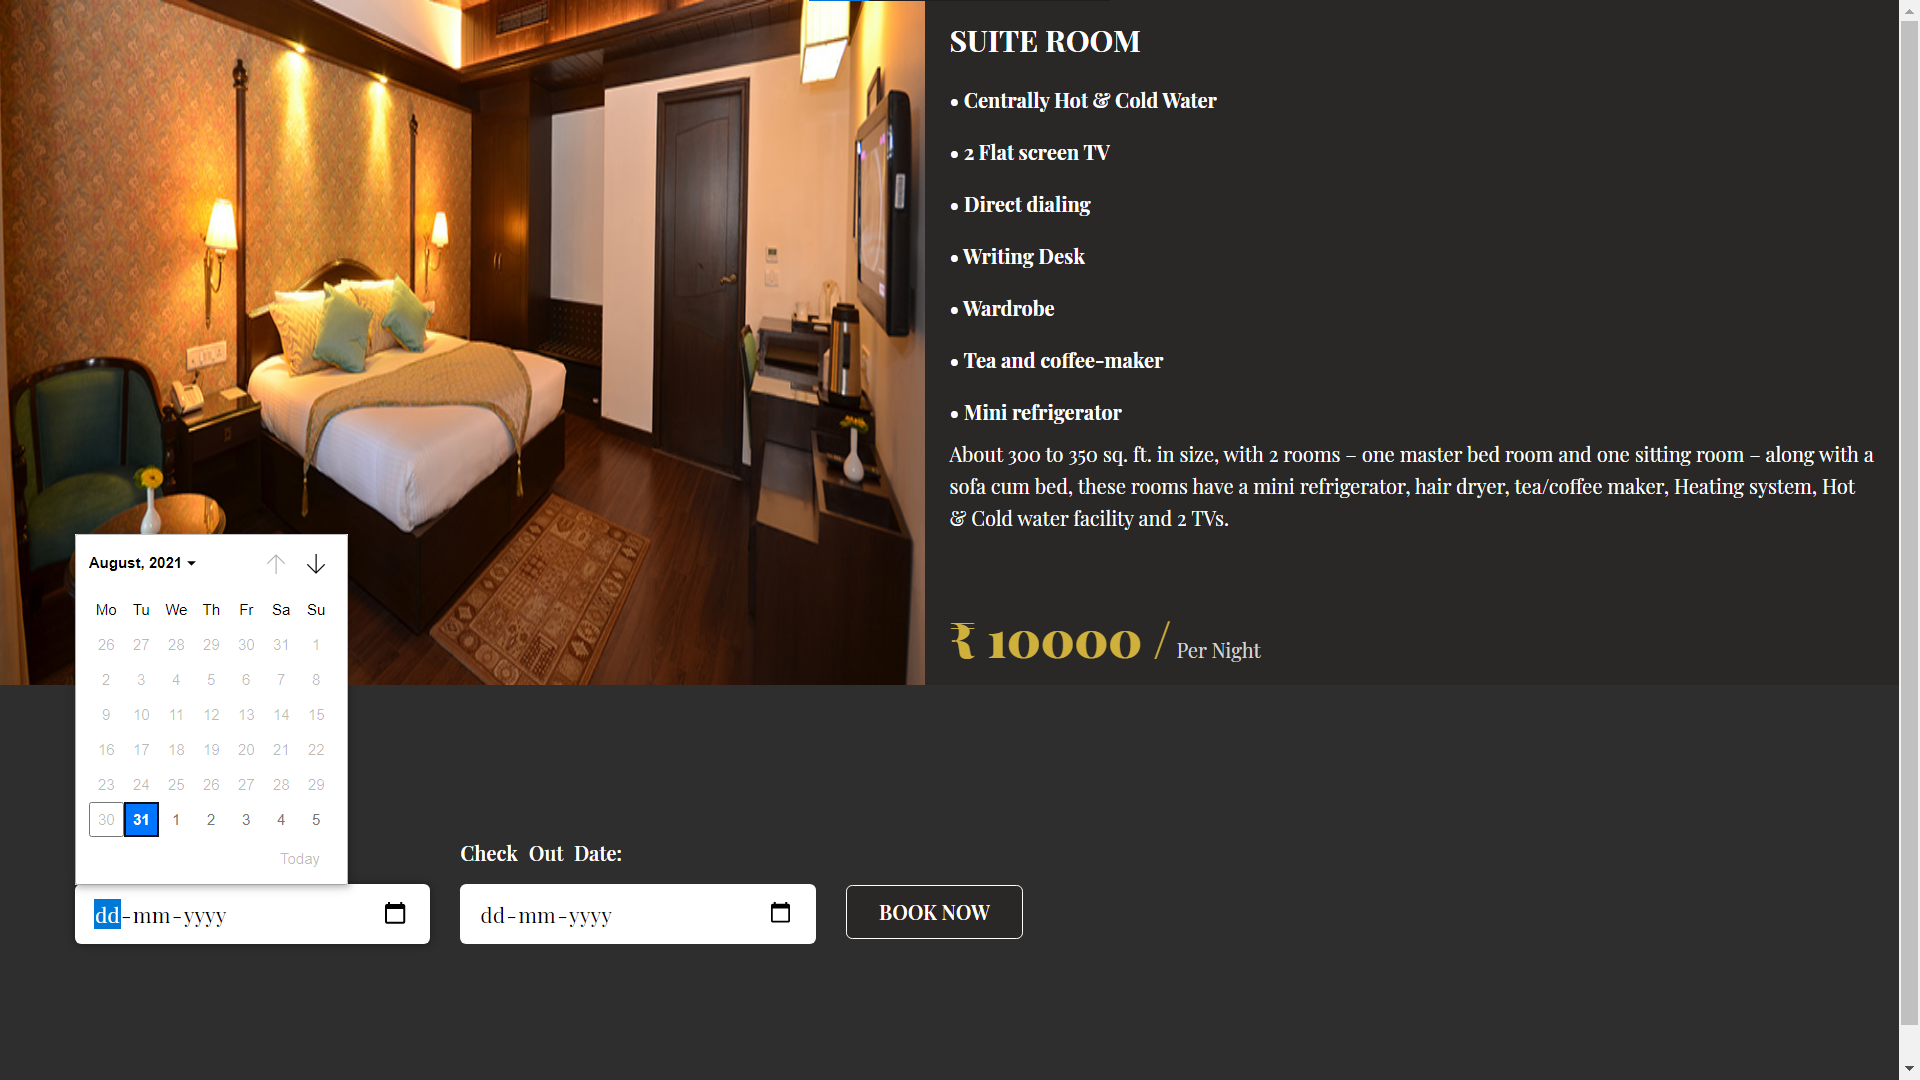 SUITE ROOM
• Centrally Hot & Cold Water
• 2 Flat screen TV
• Direct dialing
• Writing Desk
• Wardrobe
• Tea and coffee-maker
• Mini refrigerator
About 300 to 350 sq. ft. in size, with 2 rooms – one master bed room and one sitting room – along with a
sofa cum bed, these rooms have a mini refrigerator, hair dryer, tea/coffee maker, Heating system, Hot
& Cold water facility and 2 TVs.
₹ 10000 / Per Night
August, 2021
Mo Tu We Th Fr Sa Su
26 27 28 29 30 31 1
2 3 4 5 6 7 8
9 10 11 12 13 14 15
16 17 18 19 20 21 22
23 24 25 26 27 28 29
30 31 1 2 3 4 5
Today
Check Out Date:
dd-mm-yyyy
dd-mm-yyyy
BOOK NOW